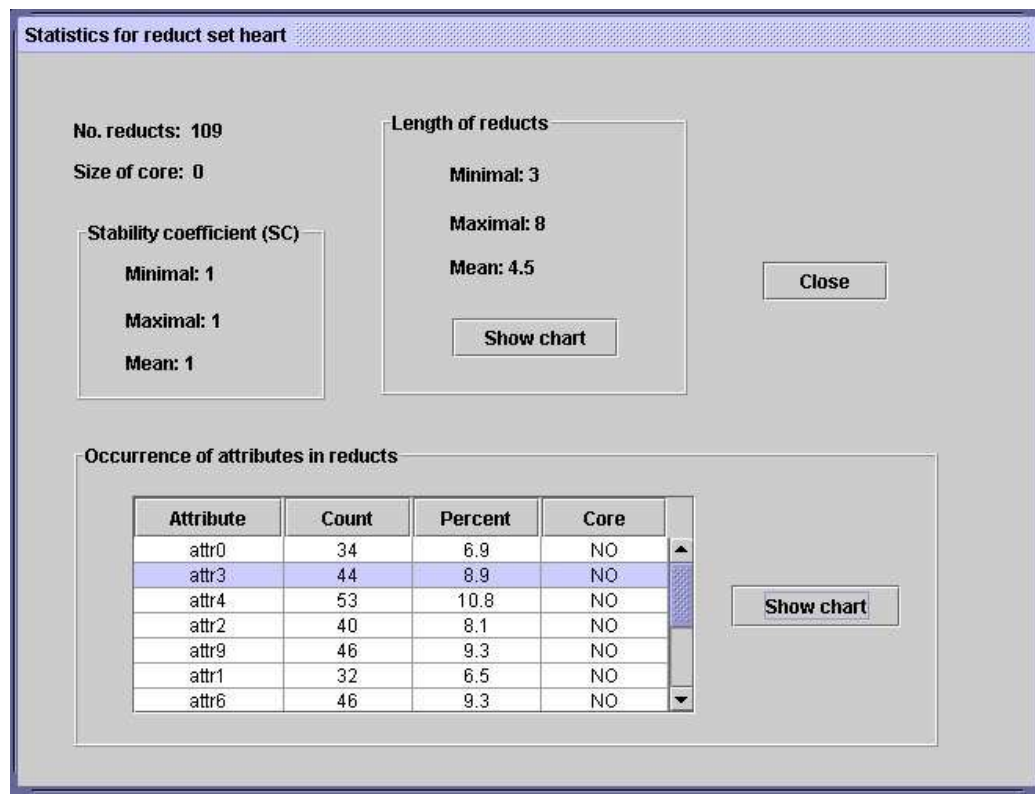 Statistics for reduct set heart
No. reducts: 109
Size of core: 0
Stability coefficient (SC)
Minimal: 1
Maximal: 1
Mean: 1
Length of reducts
Minimal: 3
Maximal: 8
Mean: 4.5
Show chart
Close
Occurrence of attributes in reducts
Attribute Count Percent Core
attr0 34 6.9 NO
attr3 44 8.9 NO
attr4 53 10.8 NO
attr2 40 8.1 NO
attr9 46 9.3 NO
attr1 32 6.5 NO
attr6 46 9.3 NO
Show chart